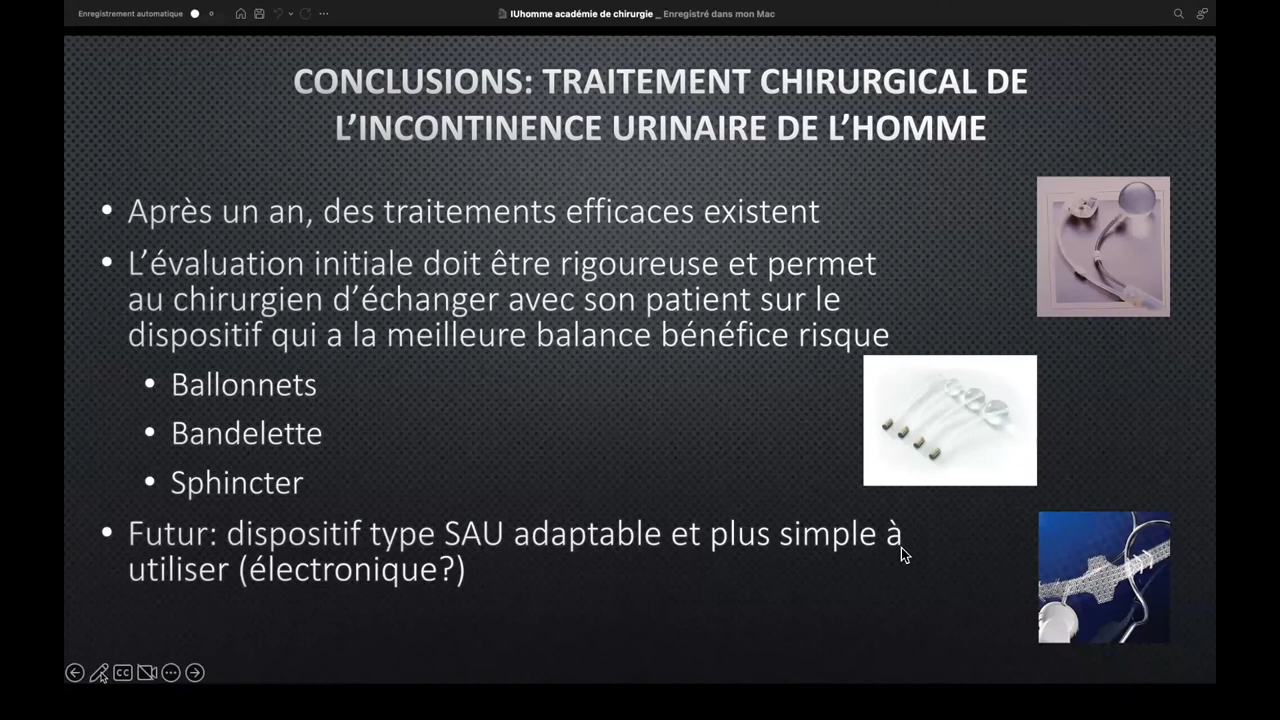 Enregistrement automatique
IUhomme académie de chirurgie _ Enregistré dans mon Mac
CONCLUSIONS: TRAITEMENT CHIRURGICAL DE
L’INCONTINENCE URINAIRE DE L’HOMME
• Après un an, des traitements efficaces existent
• L’évaluation initiale doit être rigoureuse et permet
au chirurgien d’échanger avec son patient sur le
dispositif qui a la meilleure balance bénéfice risque
• Ballonnets
• Bandelette
• Sphincter
• Futur: dispositif type SAU adaptable et plus simple à
utiliser (électronique?)
CC